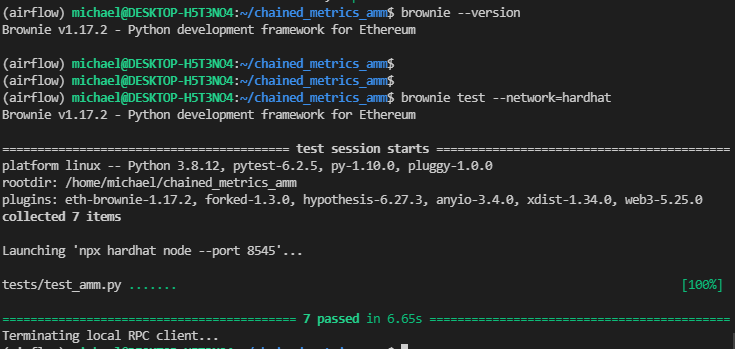 (airflow) michael@DESKTOP-H5T3NO4:~/chained_metrics_amm$ brownie --version
Brownie v1.17.2 - Python development framework for Ethereum
(airflow) michael@DESKTOP-H5T3NO4:~/chained_metrics_amm$
(airflow) michael@DESKTOP-H5T3NO4:~/chained_metrics_amm$
(airflow) michael@DESKTOP-H5T3NO4:~/chained_metrics_amm$ brownie test --network=hardhat
Brownie v1.17.2 - Python development framework for Ethereum
========================================= test session starts ==========================================
platform linux -- Python 3.8.12, pytest-6.2.5, py-1.10.0, pluggy-1.0.0
rootdir: /home/michael/chained_metrics_amm
plugins: eth-brownie-1.17.2, forked-1.3.0, hypothesis-6.27.3, anyio-3.4.0, xdist-1.34.0, web3-5.25.0
collected 7 items
Launching 'npx hardhat node --port 8545'...
tests/test_amm.py ....... [100%]
========================================== 7 passed in 6.65s ===========================================
Terminating local RPC client...
(airflow) michael@DESKTOP-H5T3NO4:~/chained_metrics_amm$